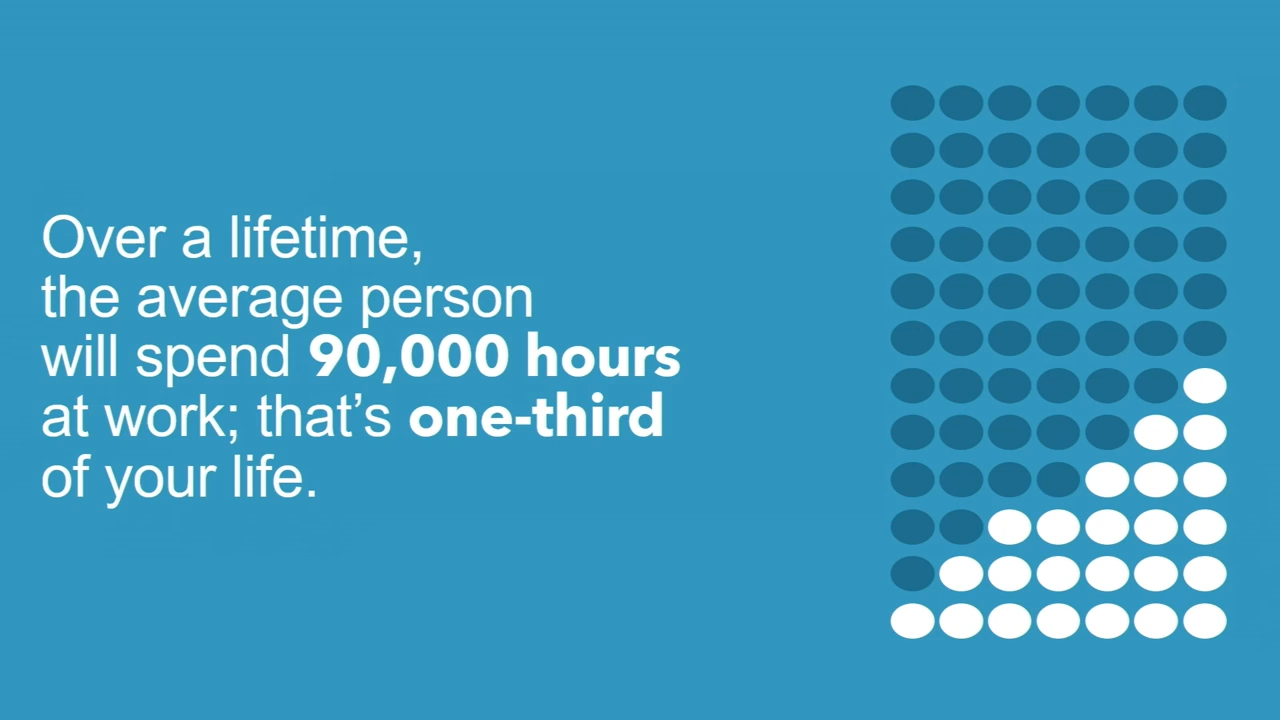 Over a lifetime,
the average person
will spend 90,000 hours
at work; that’s one-third
of your life.